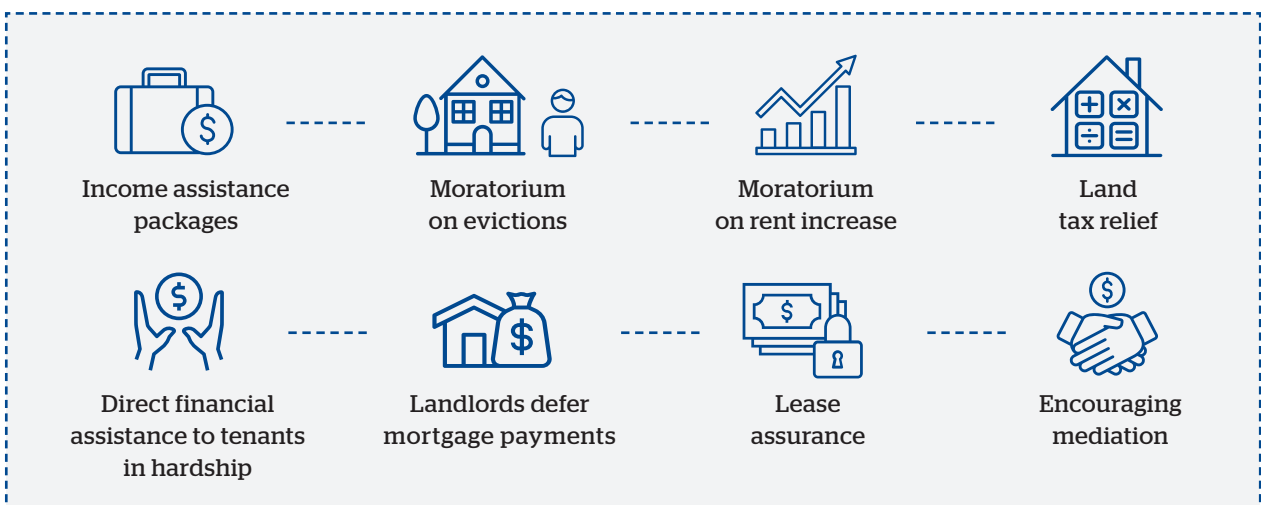 $
Income assistance
packages
Moratorium
on evictions
Moratorium
on rent increase
+ ×
÷ =
Land
tax relief
$
Direct financial
assistance to tenants
in hardship
$
Landlords defer
mortgage payments
$
Lease
assurance
$
Encouraging
mediation